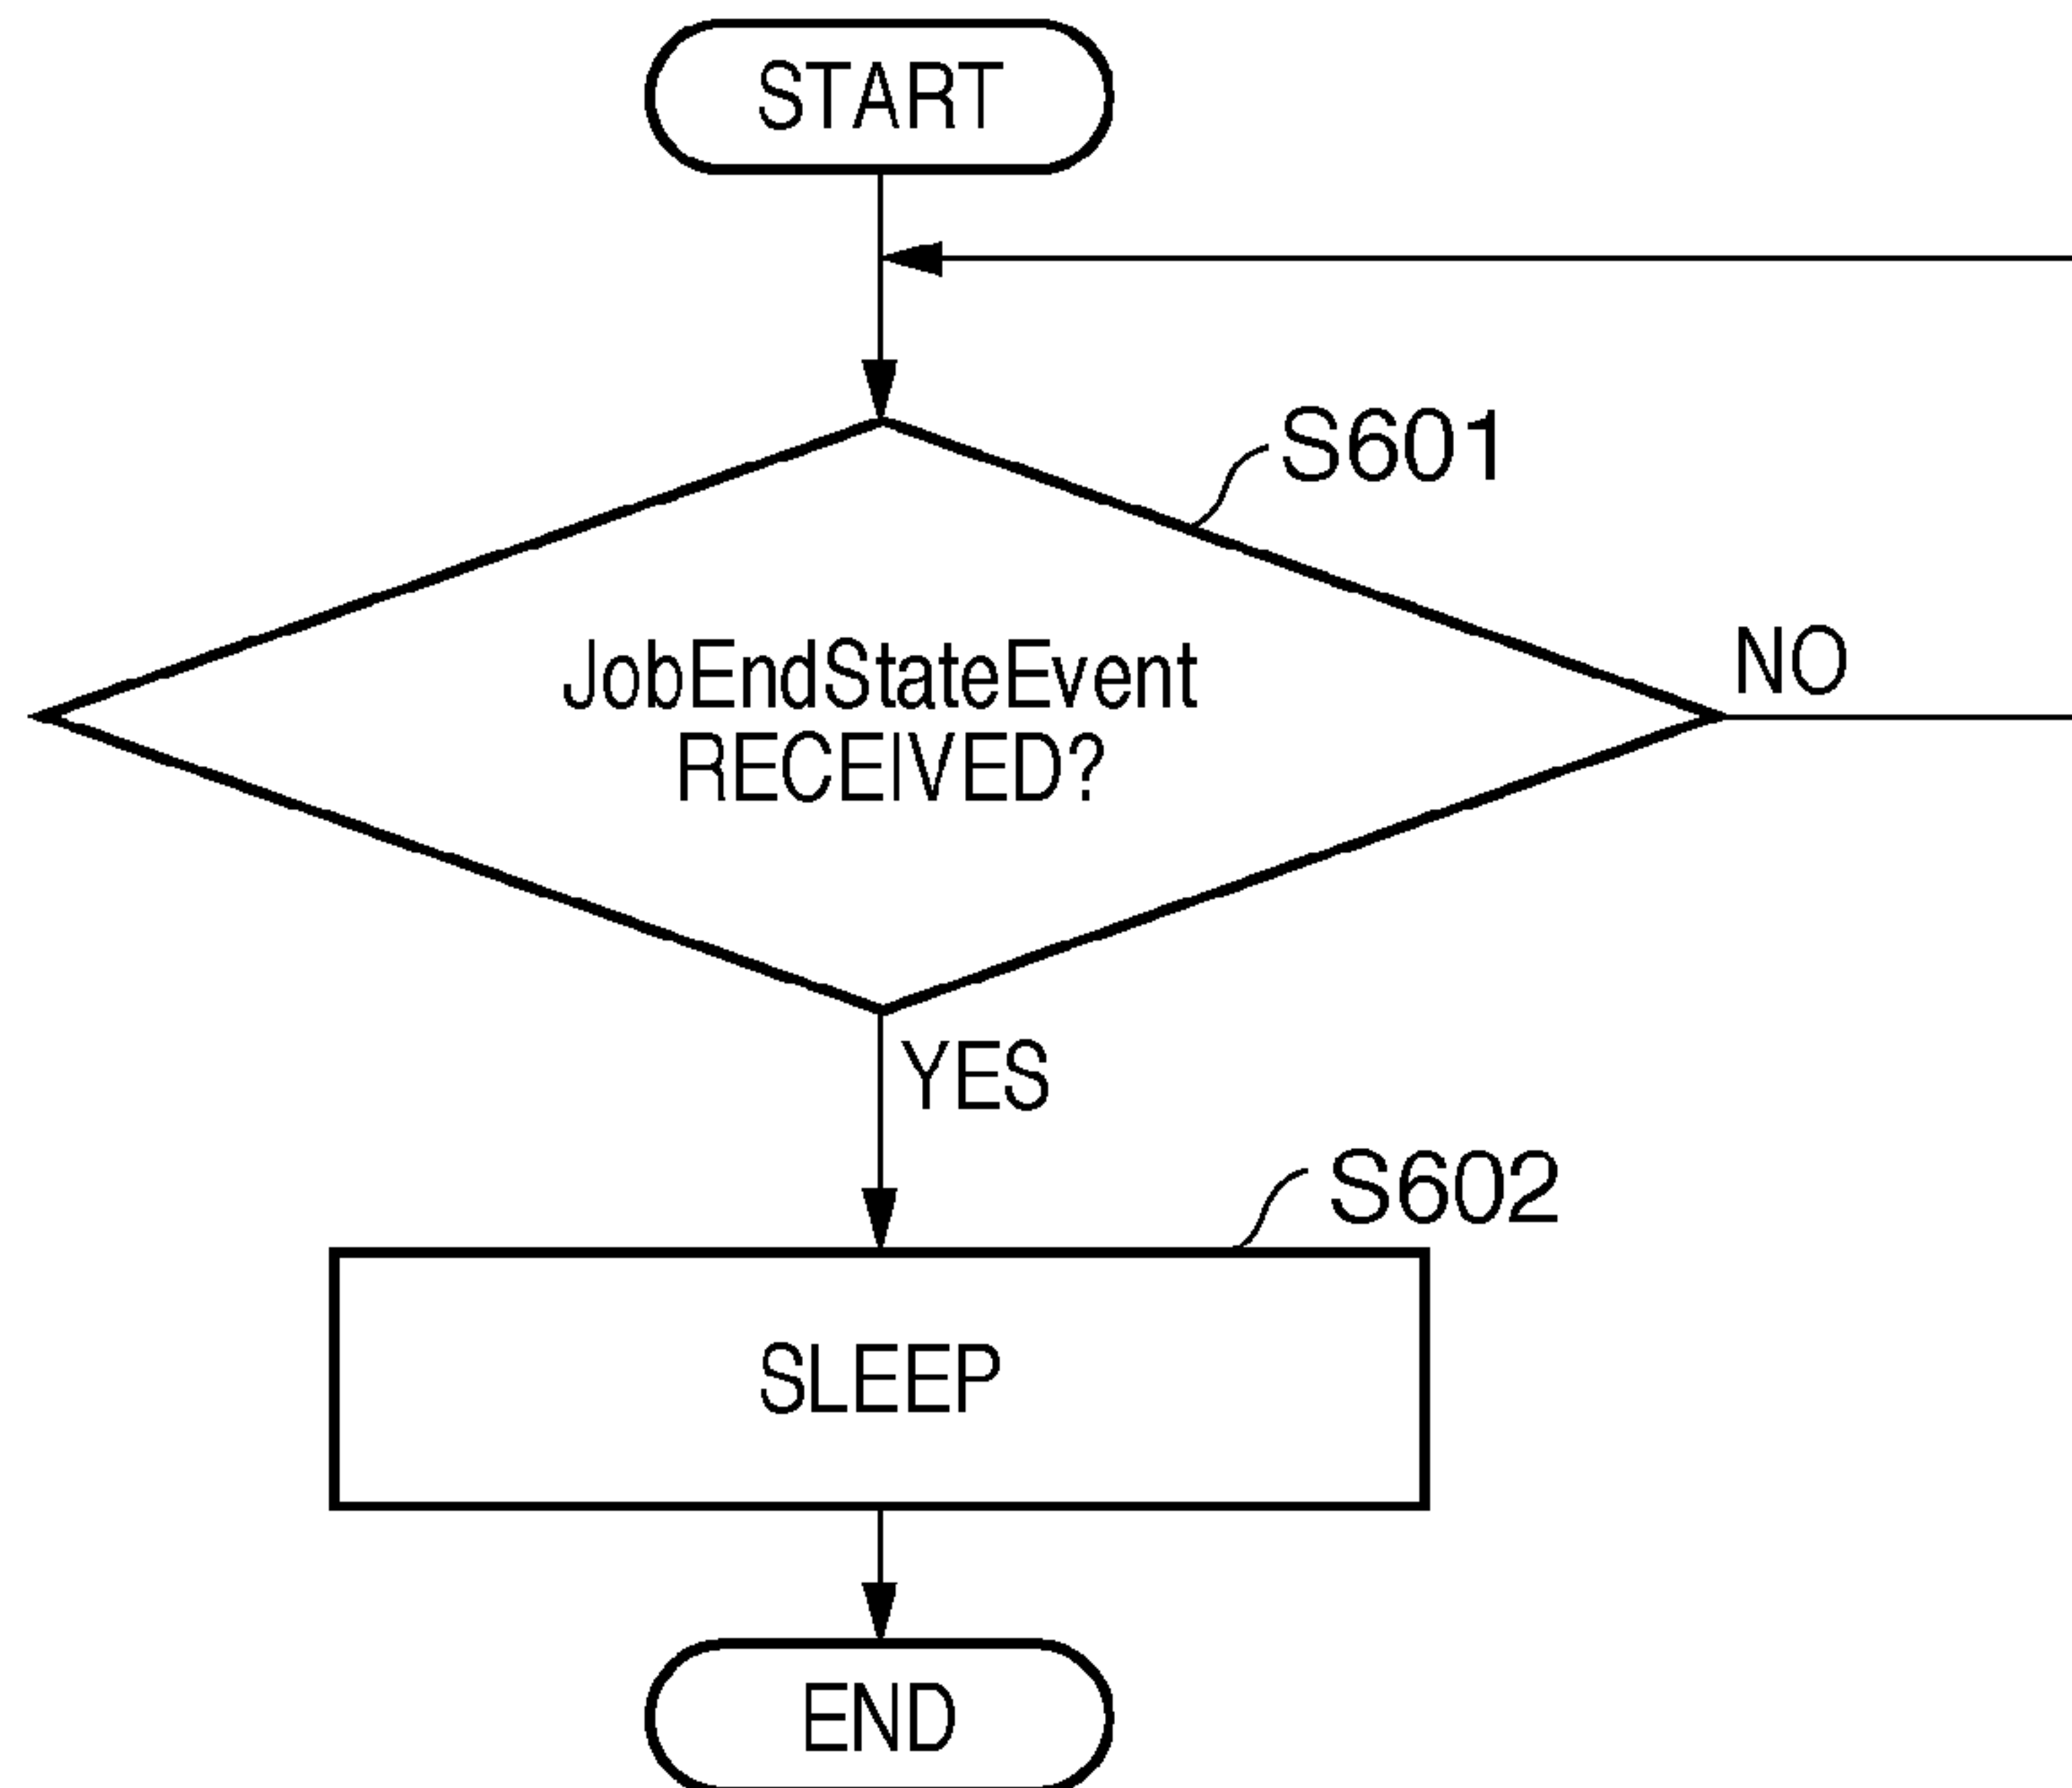 START
S601
JobEndStateEvent
RECEIVED?
NO
YES
S602
SLEEP
END